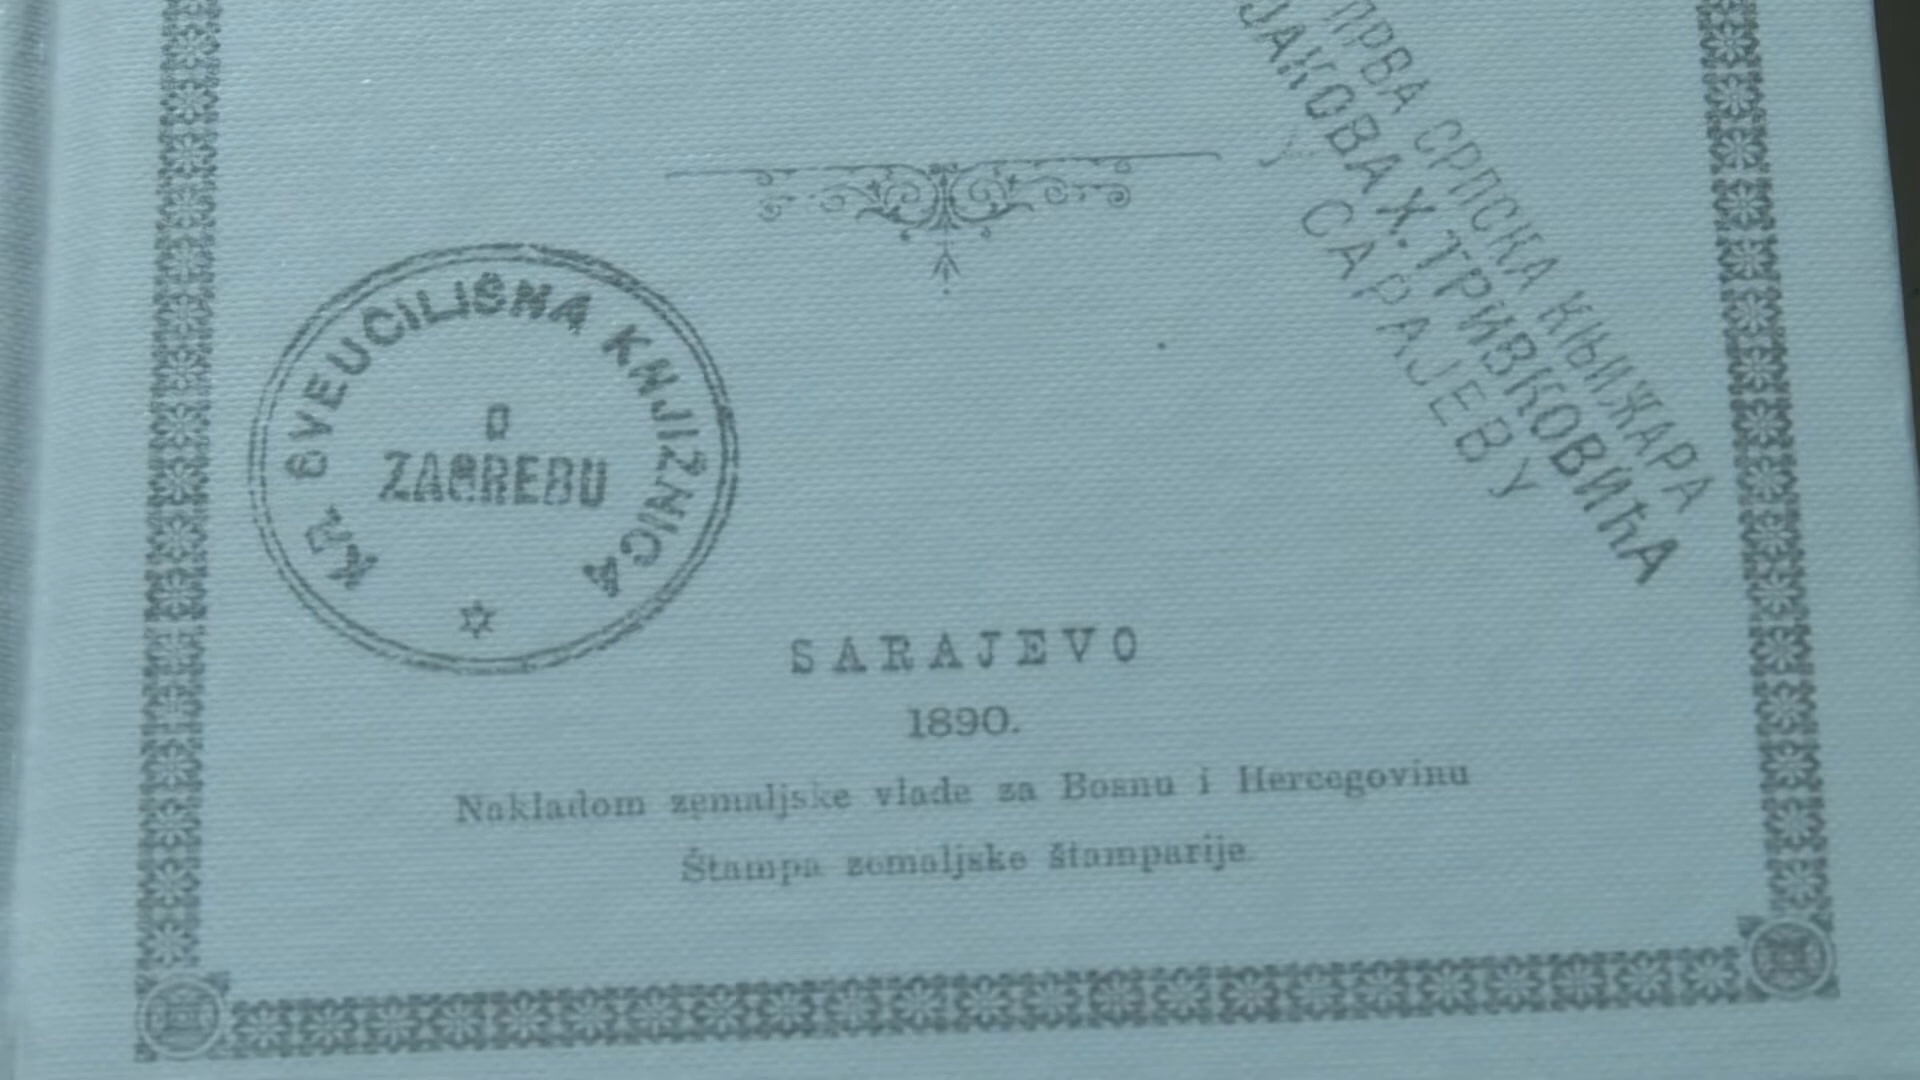 ПРВА СРПСКА КЊИЖАРА
ЈАКОВА Х. ТРИВКОВИЋА
У САРАЈЕВУ
KR. SVEUČILIŠNA KNJIŽNICA
U
ZAGREBU
SARAJEVO
1890.
Nakladom zemaljske vlade za Bosnu i Hercegovinu
Štampa zemaljske štamparije.